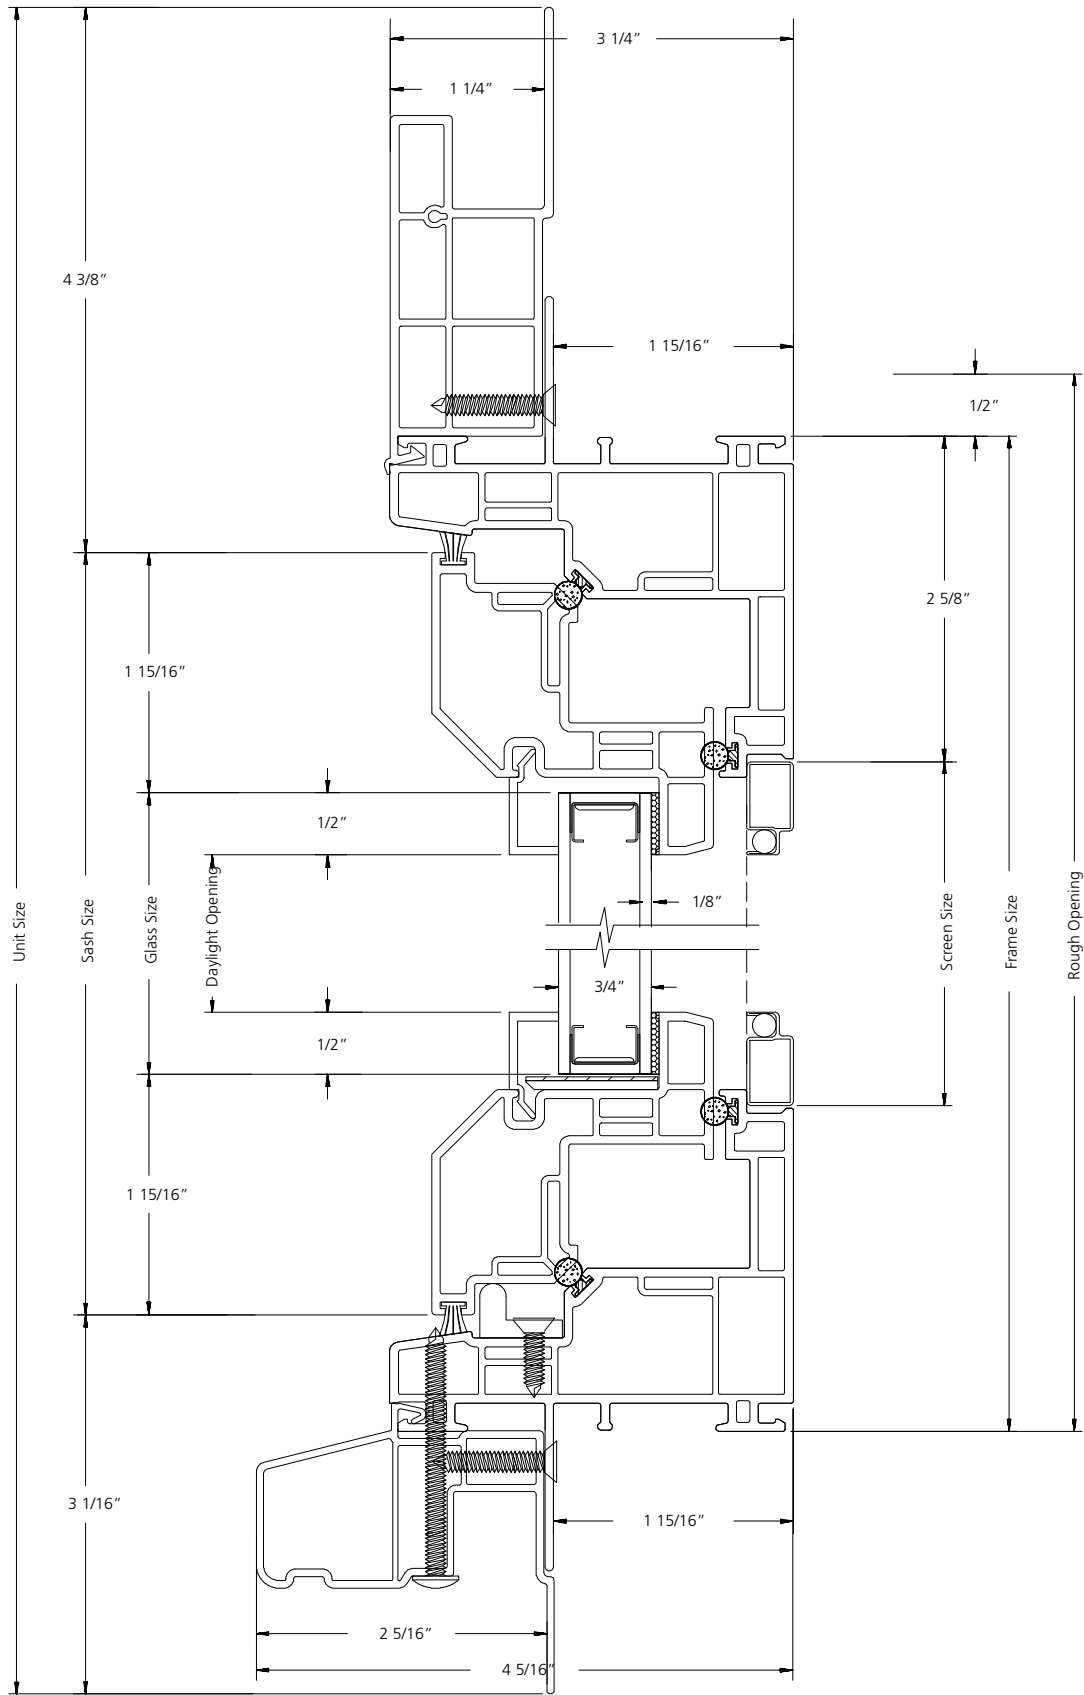 3 1/4"
1 1/4"
4 3/8"
1 15/16"
1/2"
2 5/8"
1 15/16"
1/2"
1/8"
Unit Size
Sash Size
Glass Size
Daylight Opening
Screen Size
Frame Size
Rough Opening
3/4"
1/2"
1 15/16"
3 1/16"
1 15/16"
2 5/16"
4 5/16"